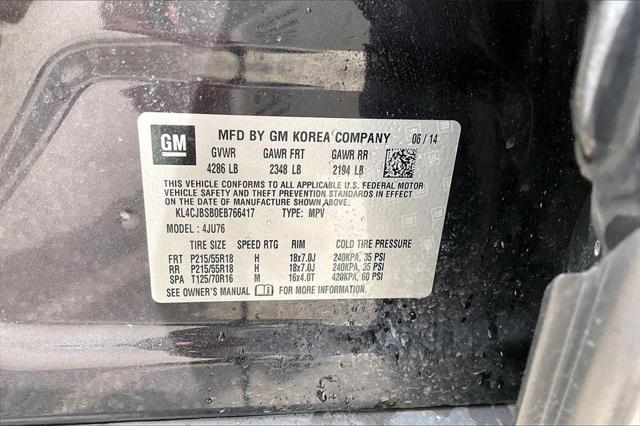 GM
MFD BY GM KOREA COMPANY 06/14
GVWR GAWR FRT GAWR RR
4286 LB 2348 LB 2194 LB
THIS VEHICLE CONFORMS TO ALL APPLICABLE U.S. FEDERAL MOTOR
VEHICLE SAFETY AND THEFT PREVENTION STANDARDS IN EFFECT
ON THE DATE OF MANUFACTURE SHOWN ABOVE.
KL4CJBSB0EB766417 TYPE: MPV
MODEL: 4JU76
TIRE SIZE SPEED RTG RIM COLD TIRE PRESSURE
FRT P215/55R18 H 18x7.0J 240KPA, 35 PSI
RR P215/55R18 H 18x7.0J 240KPA, 35 PSI
SPA T125/70R16 M 16x4.0T 420KPA, 60 PSI
SEE OWNER'S MANUAL FOR MORE INFORMATION.